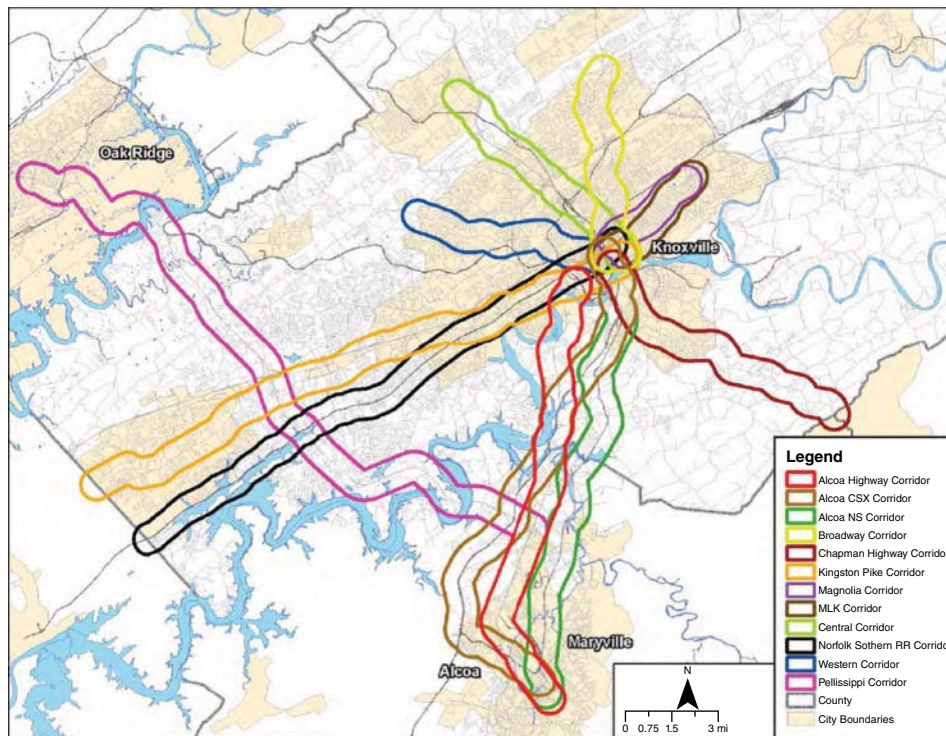 Oak Ridge
Knoxville
Maryville
Alcoa
Legend
Alcoa Highway Corridor
Alcoa CSX Corridor
Alcoa NS Corridor
Broadway Corridor
Chapman Highway Corrido
Kingston Pike Corridor
Magnolia Corridor
MLK Corridor
Central Corridor
Norfolk Sothern RR Corrido
Western Corridor
Pellissippi Corridor
County
City Boundaries
N
0 0.75 1.5 3 mi